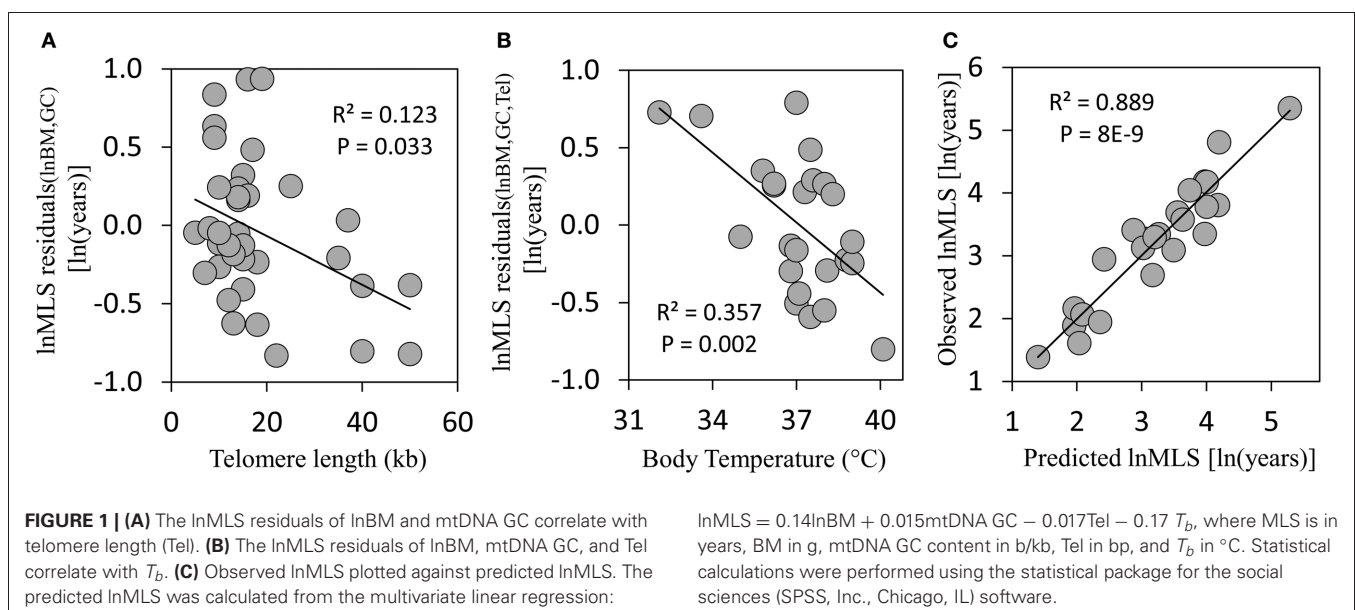 A
lnMLS residuals(lnBM,GC)
[ln(years)]
1.0
0.5
0.0
-0.5
-1.0
R² = 0.123
P = 0.033
0
20
40
60
Telomere length (kb)
B
lnMLS residuals(lnBM,GC,Tel)
[ln(years)]
1.0
0.5
0.0
-0.5
-1.0
R² = 0.357
P = 0.002
31
34
37
40
Body Temperature (°C)
C
Observed lnMLS [ln(years)]
6
5
4
3
2
1
R² = 0.889
P = 8E-9
1
2
3
4
5
Predicted lnMLS [ln(years)]
FIGURE 1 | (A) The lnMLS residuals of lnBM and mtDNA GC correlate with
telomere length (Tel). (B) The lnMLS residuals of lnBM, mtDNA GC, and Tel
correlate with T_b. (C) Observed lnMLS plotted against predicted lnMLS. The
predicted lnMLS was calculated from the multivariate linear regression:
lnMLS = 0.14lnBM + 0.015mtDNA GC − 0.017Tel − 0.17 T_b, where MLS is in
years, BM in g, mtDNA GC content in b/kb, Tel in bp, and T_b in °C. Statistical
calculations were performed using the statistical package for the social
sciences (SPSS, Inc., Chicago, IL) software.